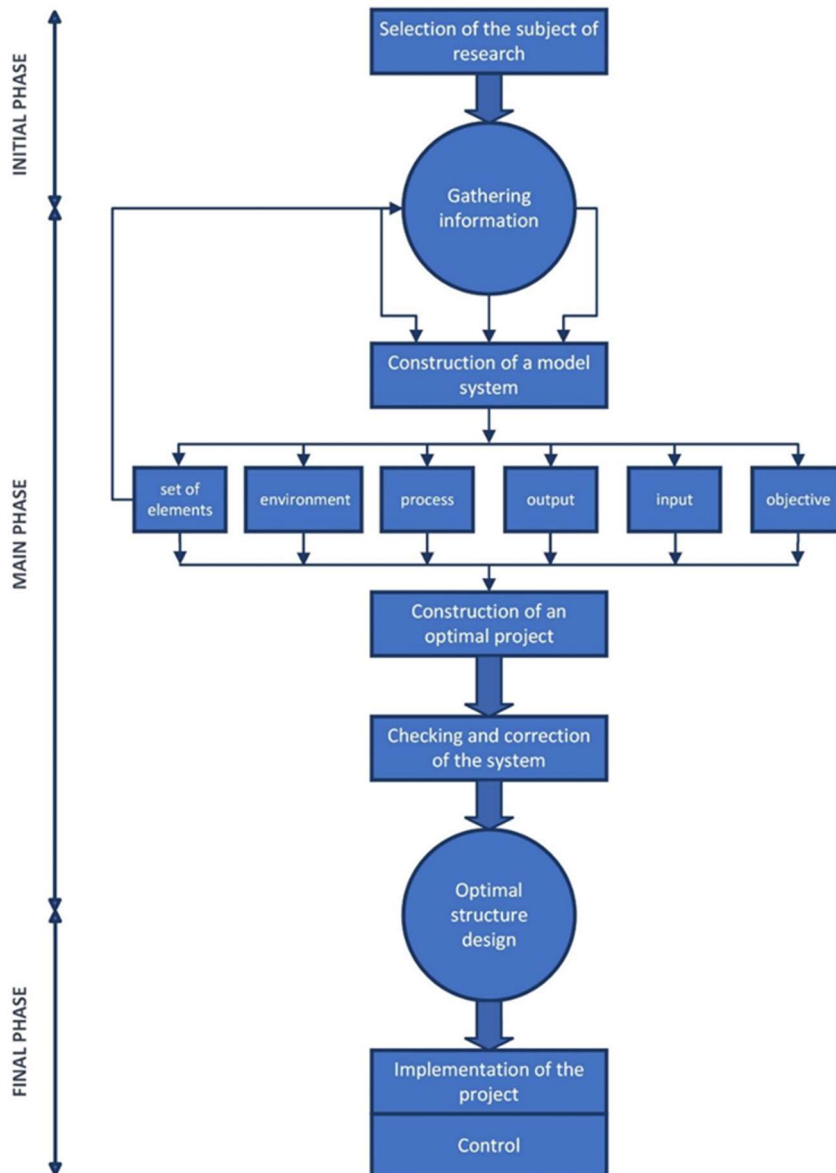 INITIAL PHASE
Selection of the subject of
research
Gathering
information
MAIN PHASE
Construction of a model
system
set of
elements
environment
process
output
input
objective
Construction of an
optimal project
Checking and correction
of the system
FINAL PHASE
Optimal
structure
design
Implementation of the
project
Control